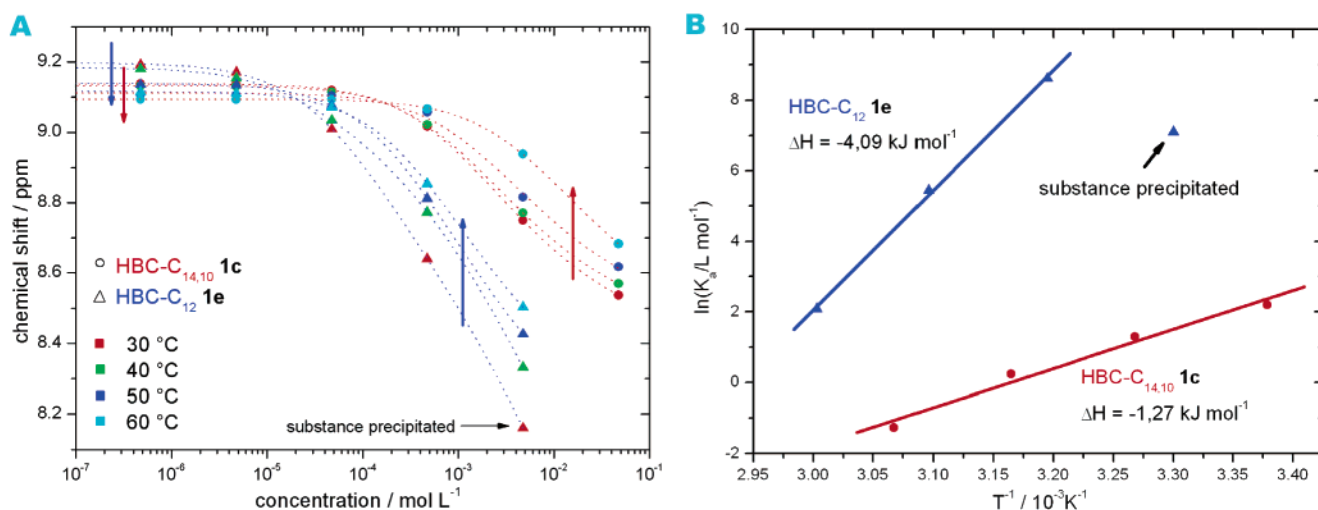 A
9.2
9.0
8.8
8.6
8.4
8.2
chemical shift / ppm
HBC-C14,10 1c
HBC-C12 1e
30 °C
40 °C
50 °C
60 °C
substance precipitated
10-7
10-6
10-5
10-4
10-3
10-2
10-1
concentration / mol L-1
B
10
8
6
4
2
0
-2
ln(Ka/L mol-1)
HBC-C12 1e
ΔH = -4,09 kJ mol-1
substance precipitated
HBC-C14,10 1c
ΔH = -1,27 kJ mol-1
2.95
3.00
3.05
3.10
3.15
3.20
3.25
3.30
3.35
3.40
T-1 / 10-3K-1